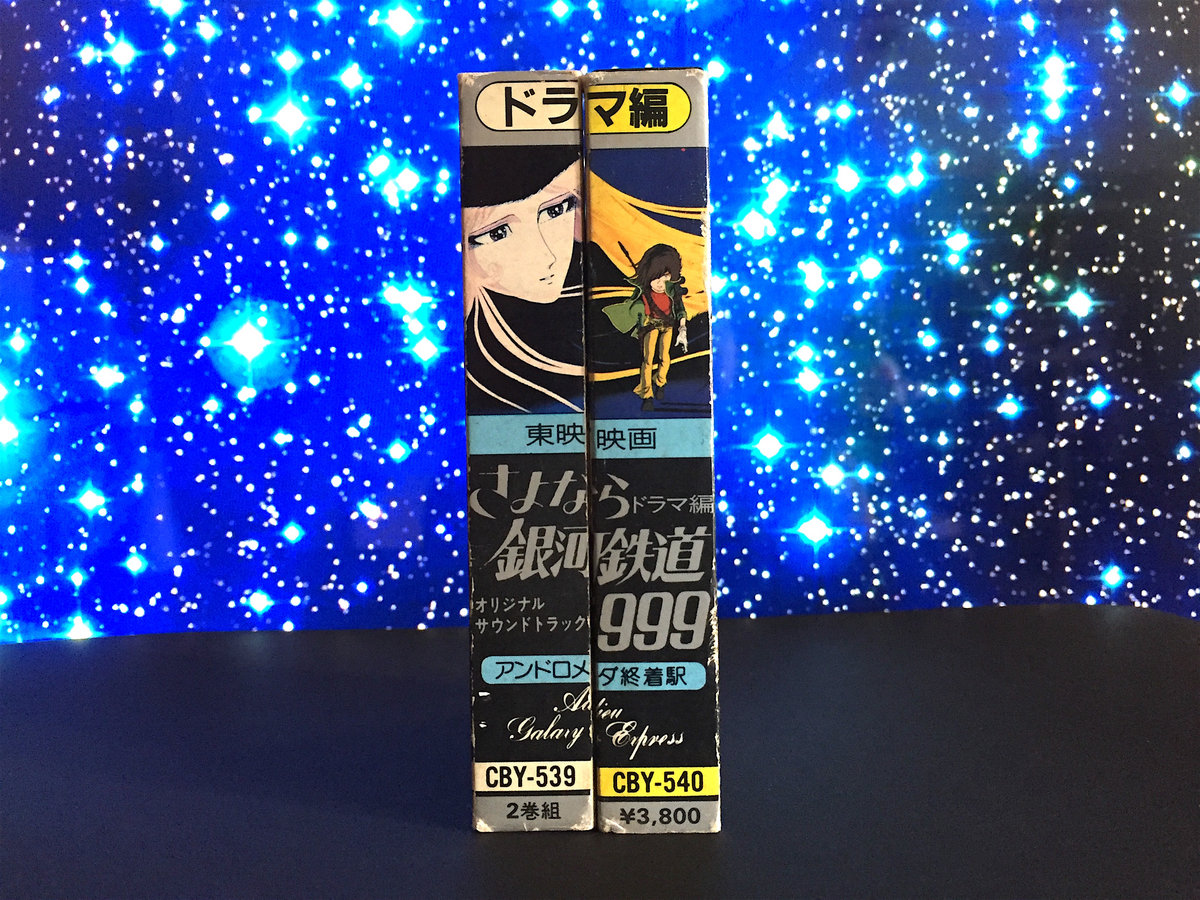 ドラマ編
東映映画
さよなら ドラマ編
銀河鉄道
オリジナル
サウンドトラック
999
アンドロメダ終着駅
Adieu
Galaxy Express
CBY-539 CBY-540
2巻組 ¥3,800